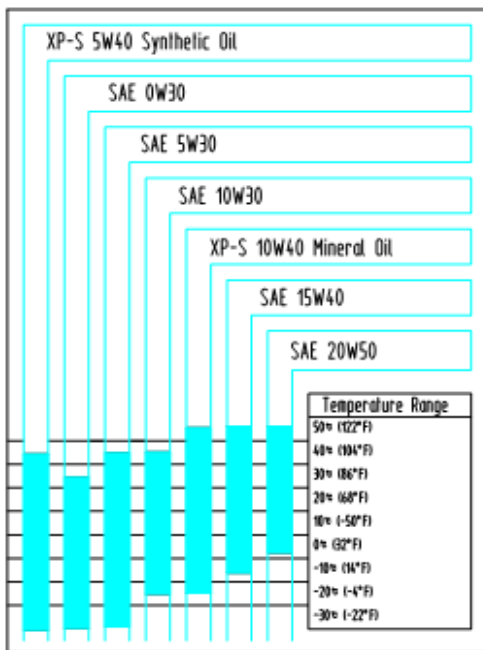 XP-S 5W40 Synthetic Oil
SAE 0W30
SAE 5W30
SAE 10W30
XP-S 10W40 Mineral Oil
SAE 15W40
SAE 20W50
Temperature Range
50°C (122°F)
40°C (104°F)
30°C (86°F)
20°C (68°F)
10°C (-50°F)
0°C (32°F)
-10°C (14°F)
-20°C (-4°F)
-30°C (-22°F)